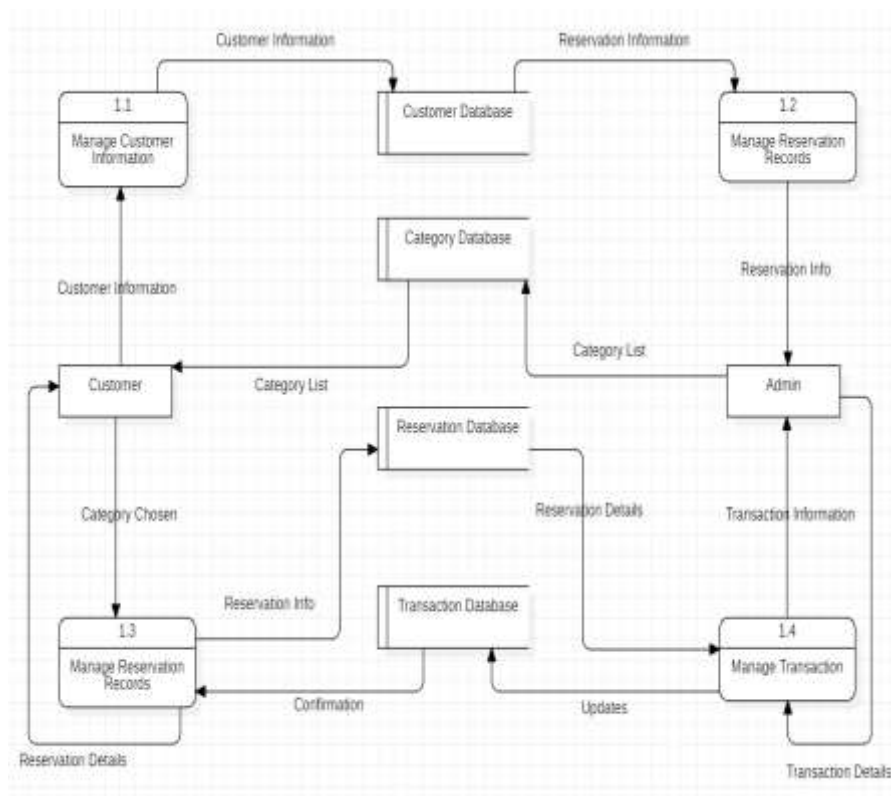 Customer Information
Reservation Information
1.1
Manage Customer
Information
Customer Database
1.2
Manage Reservation
Records
Category Database
Customer Information
Reservation Info
Category List
Category List
Customer
Admin
Reservation Database
Category Chosen
Reservation Details
Transaction Information
Reservation Info
Transaction Database
1.3
Manage Reservation
Records
1.4
Manage Transaction
Confirmation
Updates
Reservation Details
Transaction Details